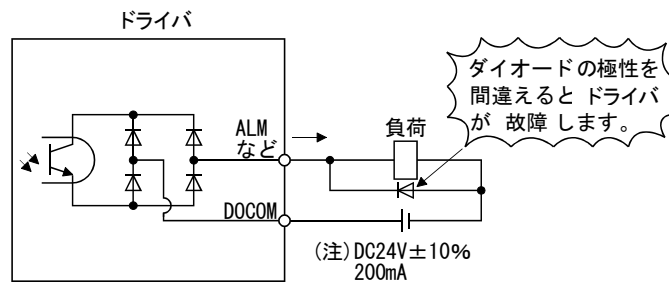 ドライバ
ダイオードの極性を
間違えると ドライバ
が 故障 します。
ALM
など
負荷
DOCOM
(注) DC24V±10%
200mA